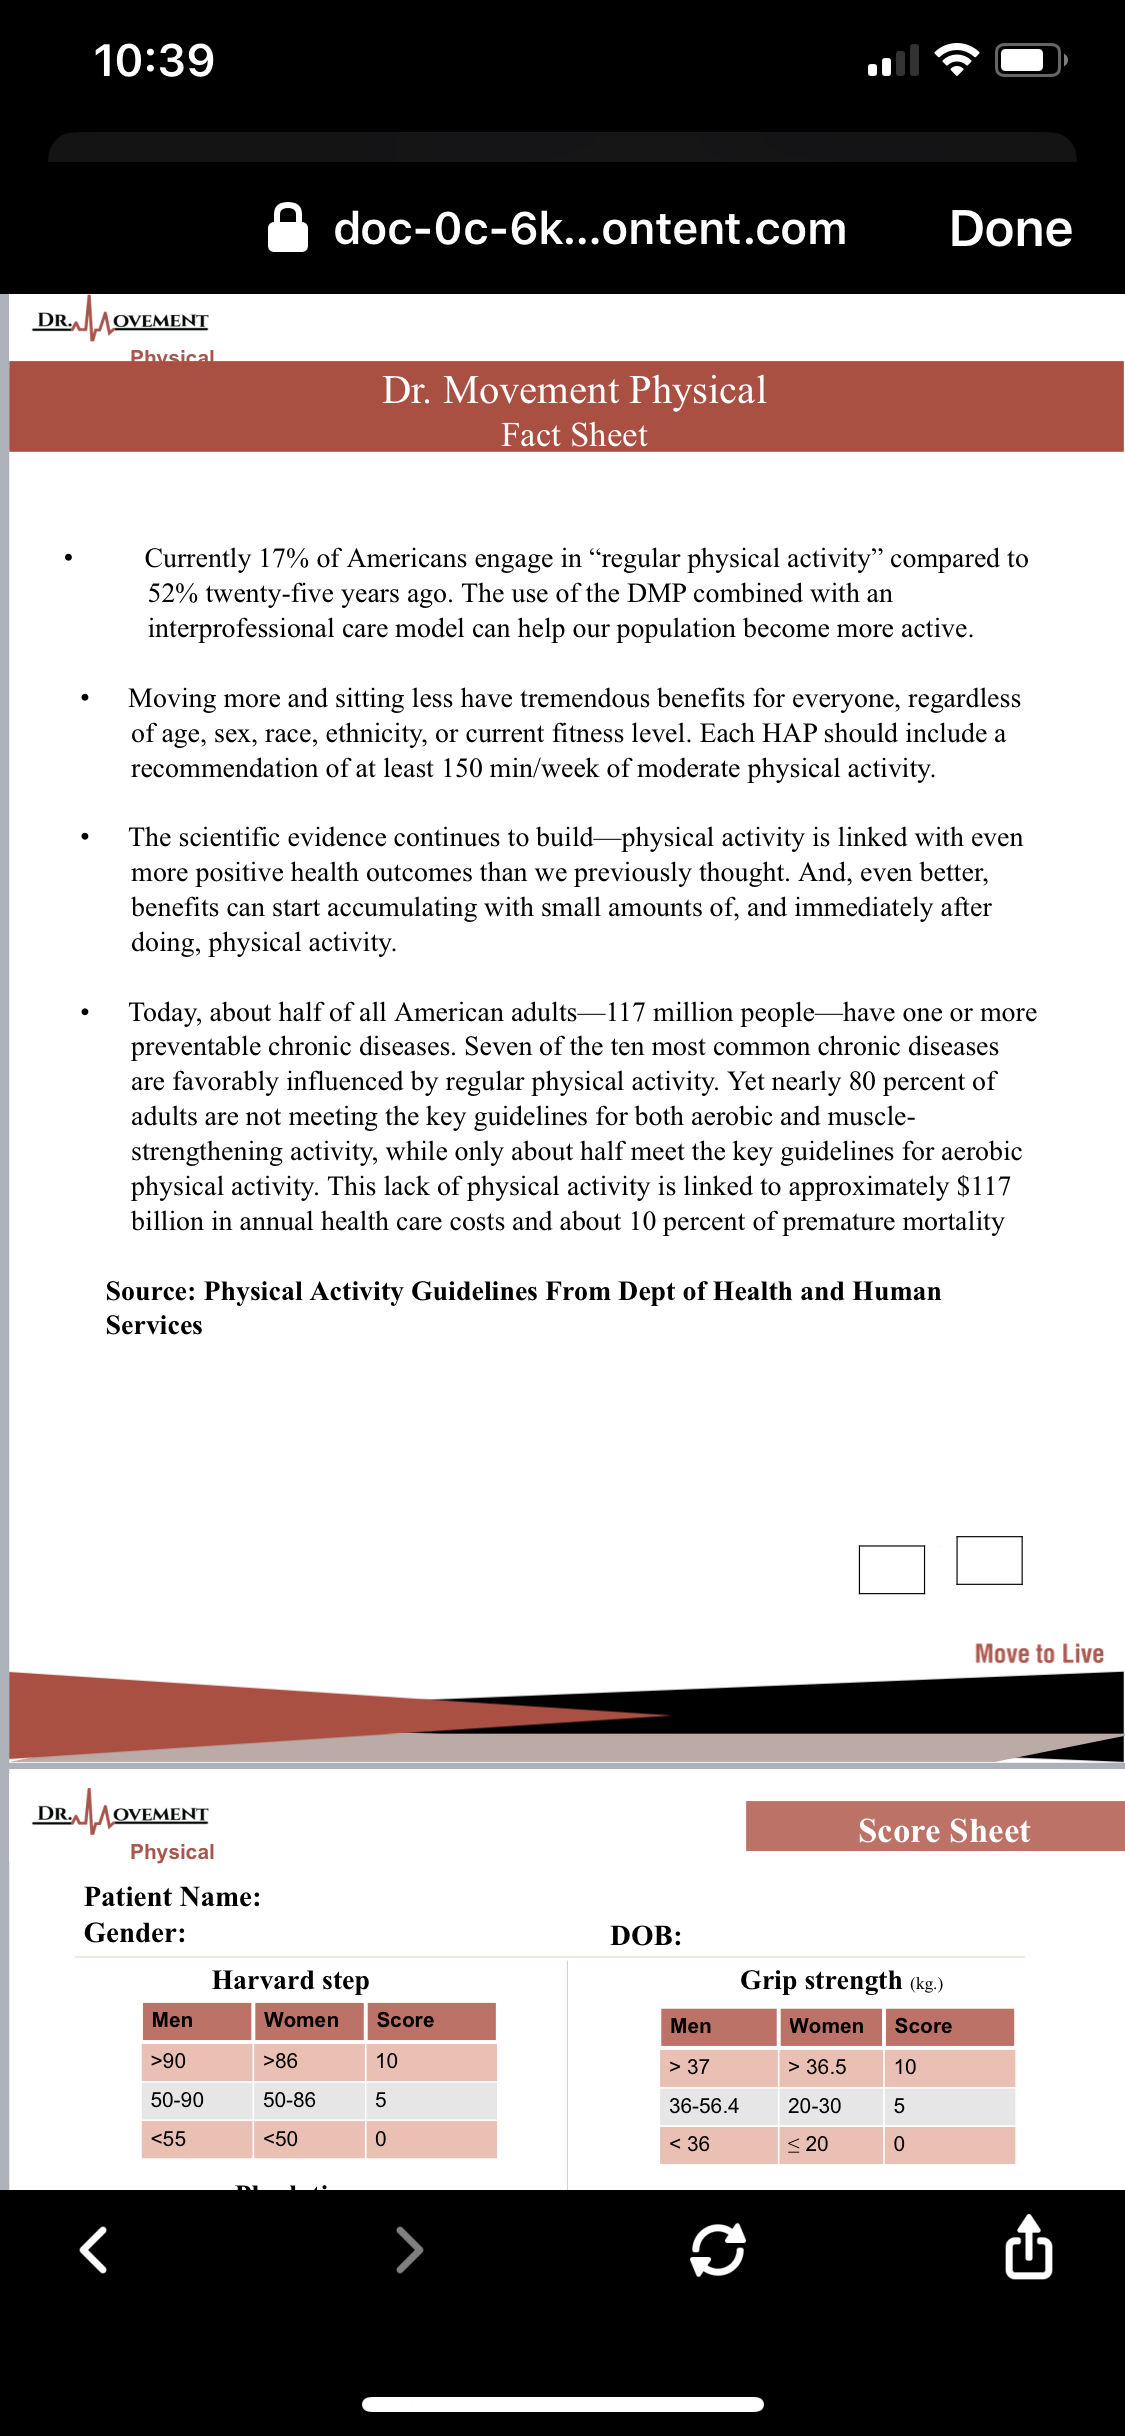 10:39
doc-0c-6k...ontent.com
Done
DR. MOVEMENT
Physical
Dr. Movement Physical
Fact Sheet
• Currently 17% of Americans engage in “regular physical activity” compared to
52% twenty-five years ago. The use of the DMP combined with an
interprofessional care model can help our population become more active.
• Moving more and sitting less have tremendous benefits for everyone, regardless
of age, sex, race, ethnicity, or current fitness level. Each HAP should include a
recommendation of at least 150 min/week of moderate physical activity.
• The scientific evidence continues to build—physical activity is linked with even
more positive health outcomes than we previously thought. And, even better,
benefits can start accumulating with small amounts of, and immediately after
doing, physical activity.
• Today, about half of all American adults—117 million people—have one or more
preventable chronic diseases. Seven of the ten most common chronic diseases
are favorably influenced by regular physical activity. Yet nearly 80 percent of
adults are not meeting the key guidelines for both aerobic and muscle-
strengthening activity, while only about half meet the key guidelines for aerobic
physical activity. This lack of physical activity is linked to approximately $117
billion in annual health care costs and about 10 percent of premature mortality
Source: Physical Activity Guidelines From Dept of Health and Human
Services
Move to Live
DR. MOVEMENT
Physical
Score Sheet
Patient Name:
Gender:
DOB:
Harvard step
Men Women Score
>90 >86 10
50-90 50-86 5
<55 <50 0
Grip strength (kg.)
Men Women Score
> 37 > 36.5 10
36-56.4 20-30 5
< 36 ≤ 20 0